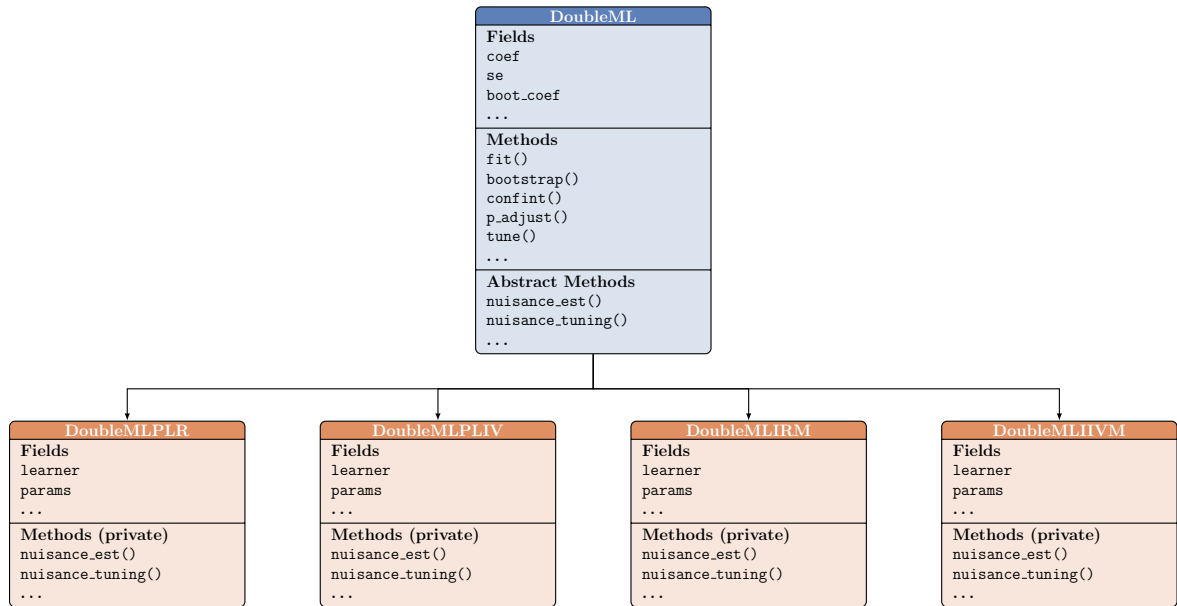 DoubleML
Fields
coef
se
boot_coef
...
Methods
fit()
bootstrap()
confint()
p_adjust()
tune()
...
Abstract Methods
nuisance_est()
nuisance_tuning()
...
DoubleMLPLR
Fields
learner
params
...
Methods (private)
nuisance_est()
nuisance_tuning()
...
DoubleMLPLIV
Fields
learner
params
...
Methods (private)
nuisance_est()
nuisance_tuning()
...
DoubleMLIRM
Fields
learner
params
...
Methods (private)
nuisance_est()
nuisance_tuning()
...
DoubleMLIIVM
Fields
learner
params
...
Methods (private)
nuisance_est()
nuisance_tuning()
...